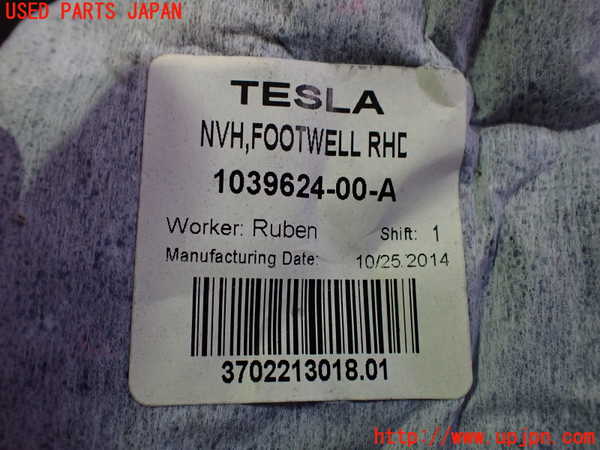 USED PARTS JAPAN
TESLA
NVH,FOOTWELL RHD
1039624-00-A
Worker: Ruben Shift: 1
Manufacturing Date: 10/25.2014
3702213018.01
http://www.upjpn.com